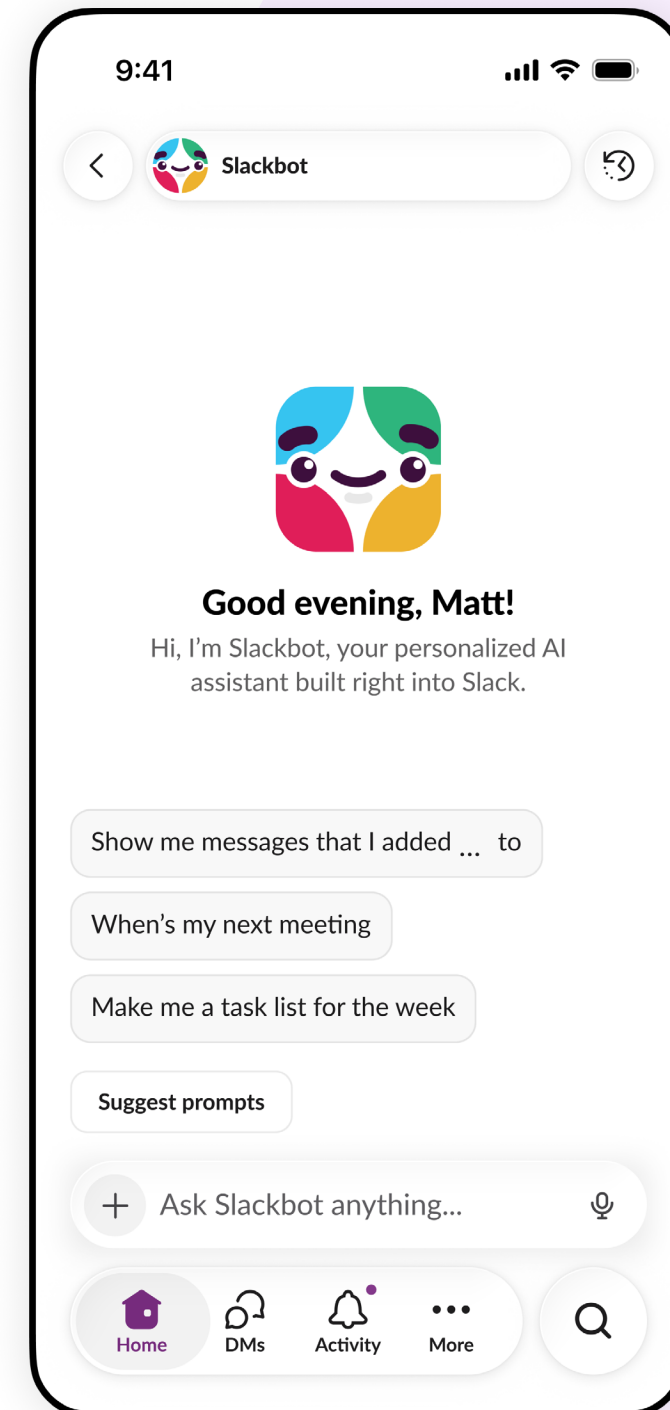 9:41
Slackbot
Good evening, Matt!
Hi, I’m Slackbot, your personalized AI
assistant built right into Slack.
Show me messages that I added ... to
When’s my next meeting
Make me a task list for the week
Suggest prompts
Ask Slackbot anything...
Home
DMs
Activity
More